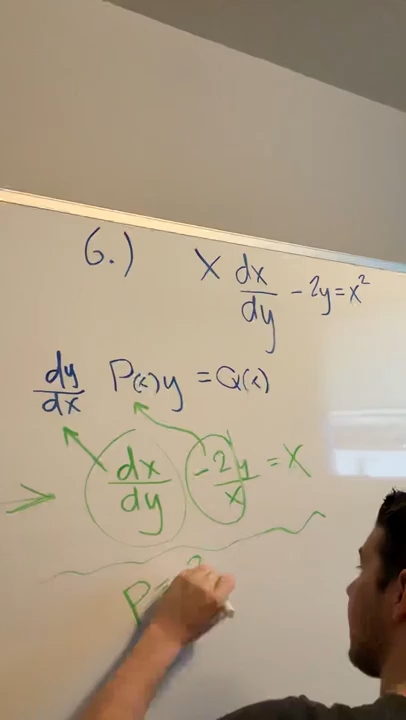 6.) x dx/dy - 2y = x²
dy/dx P(x)y = Q(x)
dx/dy -2y/x = x
P =